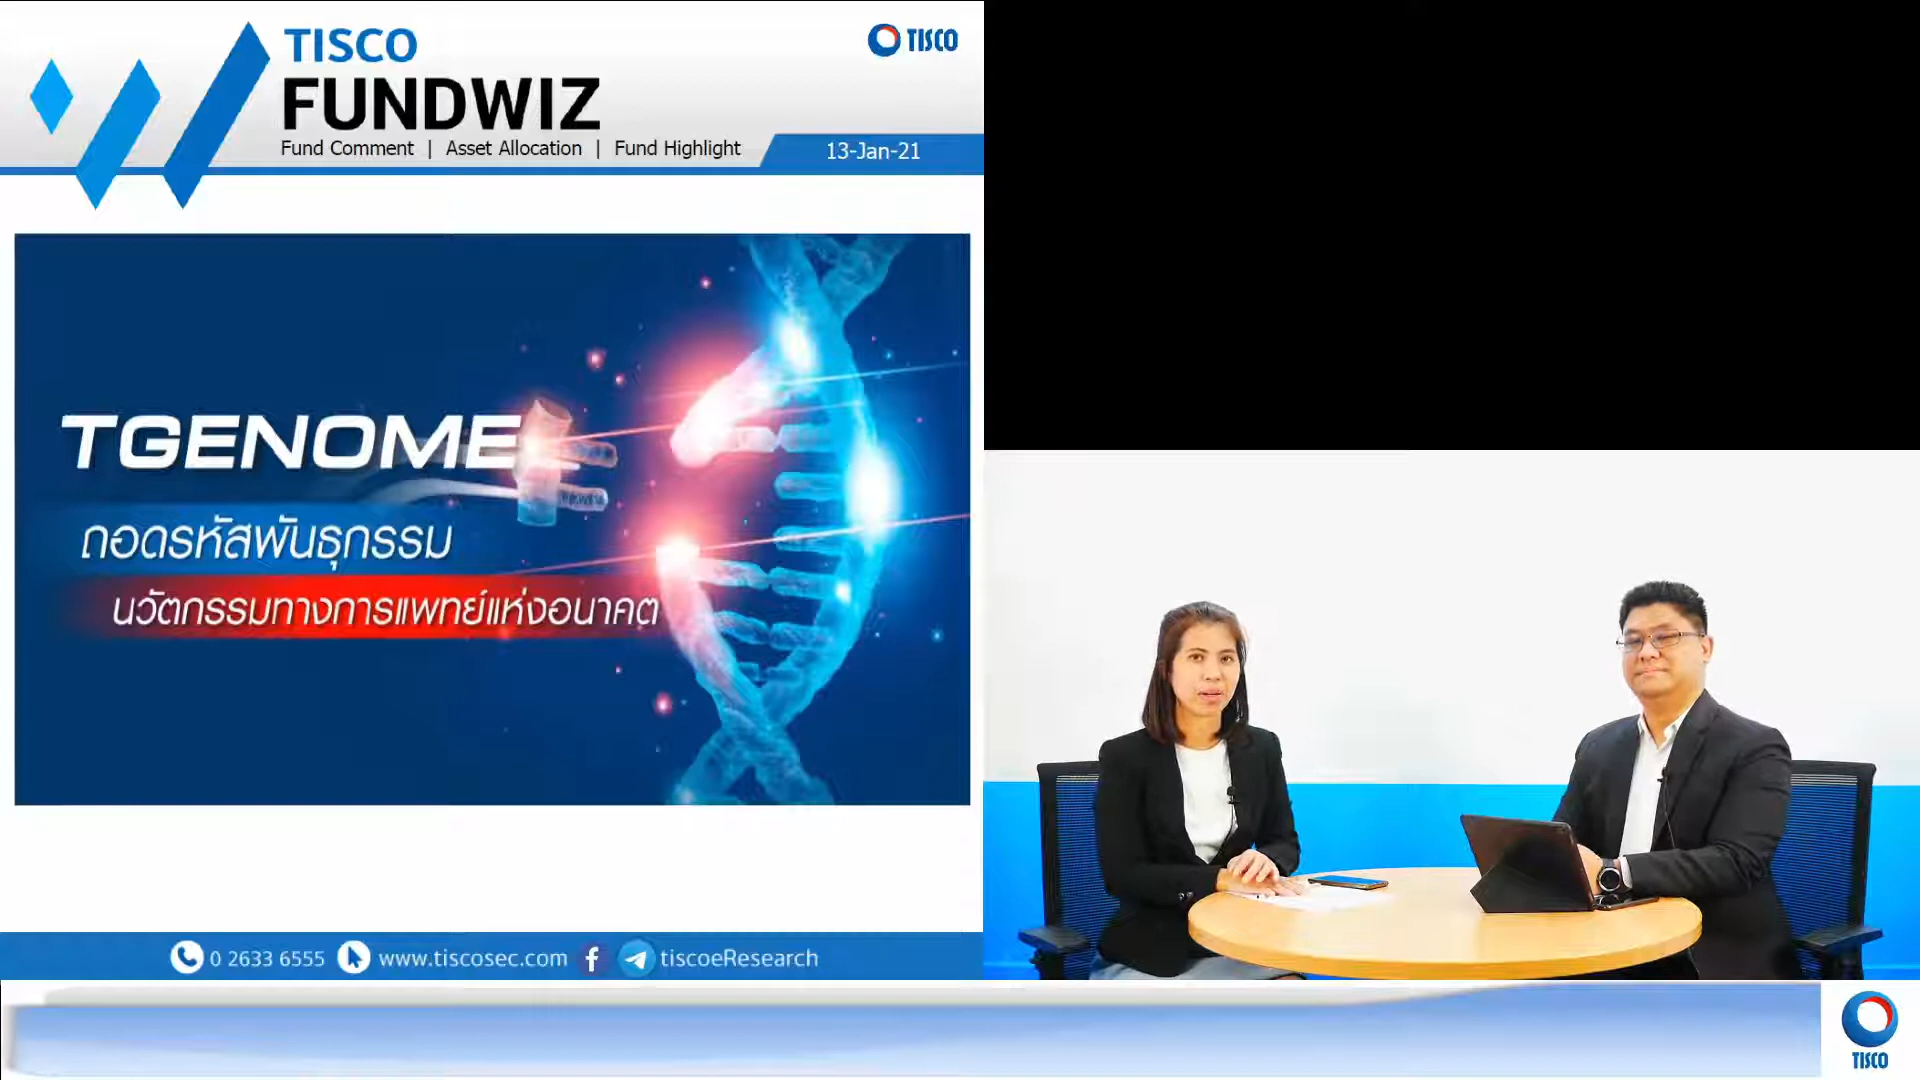 TISCO
FUNDWIZ
Fund Comment | Asset Allocation | Fund Highlight
TISCO
13-Jan-21
TGENOME
ถอดรหัสพันธุกรรม
นวัตกรรมทางการแพทย์แห่งอนาคต
0 2633 6555 www.tiscosec.com tiscoeResearch
TISCO